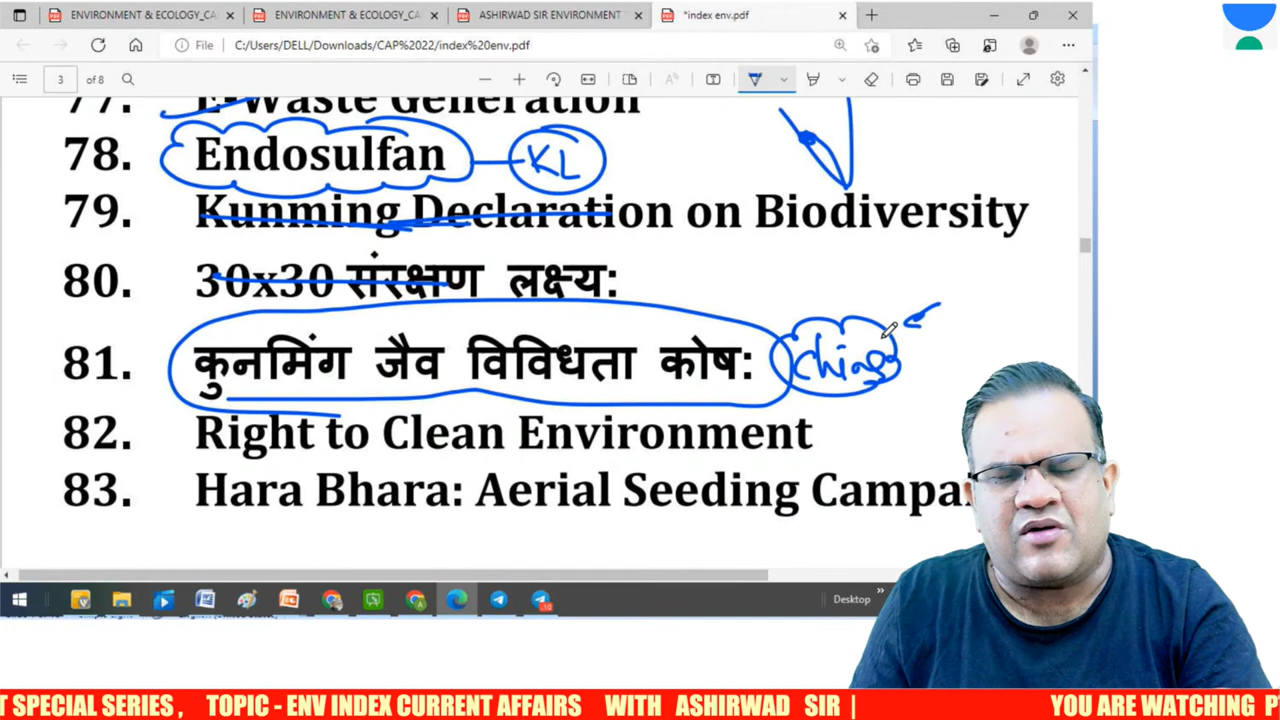 ENVIRONMENT & ECOLOGY_CA
ENVIRONMENT & ECOLOGY_CA
ASHIRWAD SIR ENVIRONMENT
*index env.pdf
File
C:/Users/DELL/Downloads/CAP%2022/index%20env.pdf
3 of 8
77. E-Waste Generation
78. Endosulfan KL
79. Kunming Declaration on Biodiversity
80. 30x30 संरक्षण लक्ष्य:
81. कुनमिंग जैव विविधता कोष: China
82. Right to Clean Environment
83. Hara Bhara: Aerial Seeding Campa
Desktop
T SPECIAL SERIES , TOPIC - ENV INDEX CURRENT AFFAIRS WITH ASHIRWAD SIR | YOU ARE WATCHING P